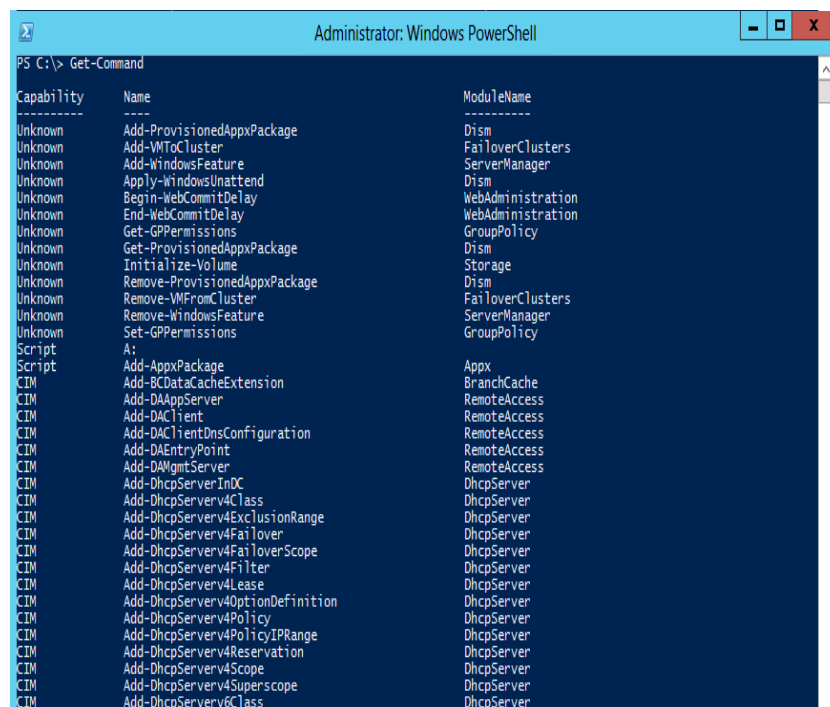 Administrator: Windows PowerShell
PS C:\> Get-Command
Capability Name ModuleName
---------- ---- ----------
Unknown Add-ProvisionedAppxPackage Dism
Unknown Add-VMToCluster FailoverClusters
Unknown Add-WindowsFeature ServerManager
Unknown Apply-WindowsUnattend Dism
Unknown Begin-WebCommitDelay WebAdministration
Unknown End-WebCommitDelay WebAdministration
Unknown Get-GPPermissions GroupPolicy
Unknown Get-ProvisionedAppxPackage Dism
Unknown Initialize-Volume Storage
Unknown Remove-ProvisionedAppxPackage Dism
Unknown Remove-VMFromCluster FailoverClusters
Unknown Remove-WindowsFeature ServerManager
Unknown Set-GPPermissions GroupPolicy
Script A:
Script Add-AppxPackage Appx
CIM Add-BCDataCacheExtension BranchCache
CIM Add-DAAppServer RemoteAccess
CIM Add-DAClient RemoteAccess
CIM Add-DAClientDnsConfiguration RemoteAccess
CIM Add-DAEntryPoint RemoteAccess
CIM Add-DAMgmtServer RemoteAccess
CIM Add-DhcpServerInDC DhcpServer
CIM Add-DhcpServerv4Class DhcpServer
CIM Add-DhcpServerv4ExclusionRange DhcpServer
CIM Add-DhcpServerv4Failover DhcpServer
CIM Add-DhcpServerv4FailoverScope DhcpServer
CIM Add-DhcpServerv4Filter DhcpServer
CIM Add-DhcpServerv4Lease DhcpServer
CIM Add-DhcpServerv4OptionDefinition DhcpServer
CIM Add-DhcpServerv4Policy DhcpServer
CIM Add-DhcpServerv4PolicyIPRange DhcpServer
CIM Add-DhcpServerv4Reservation DhcpServer
CIM Add-DhcpServerv4Scope DhcpServer
CIM Add-DhcpServerv4Superscope DhcpServer
CIM Add-DhcpServerv6Class DhcpServer